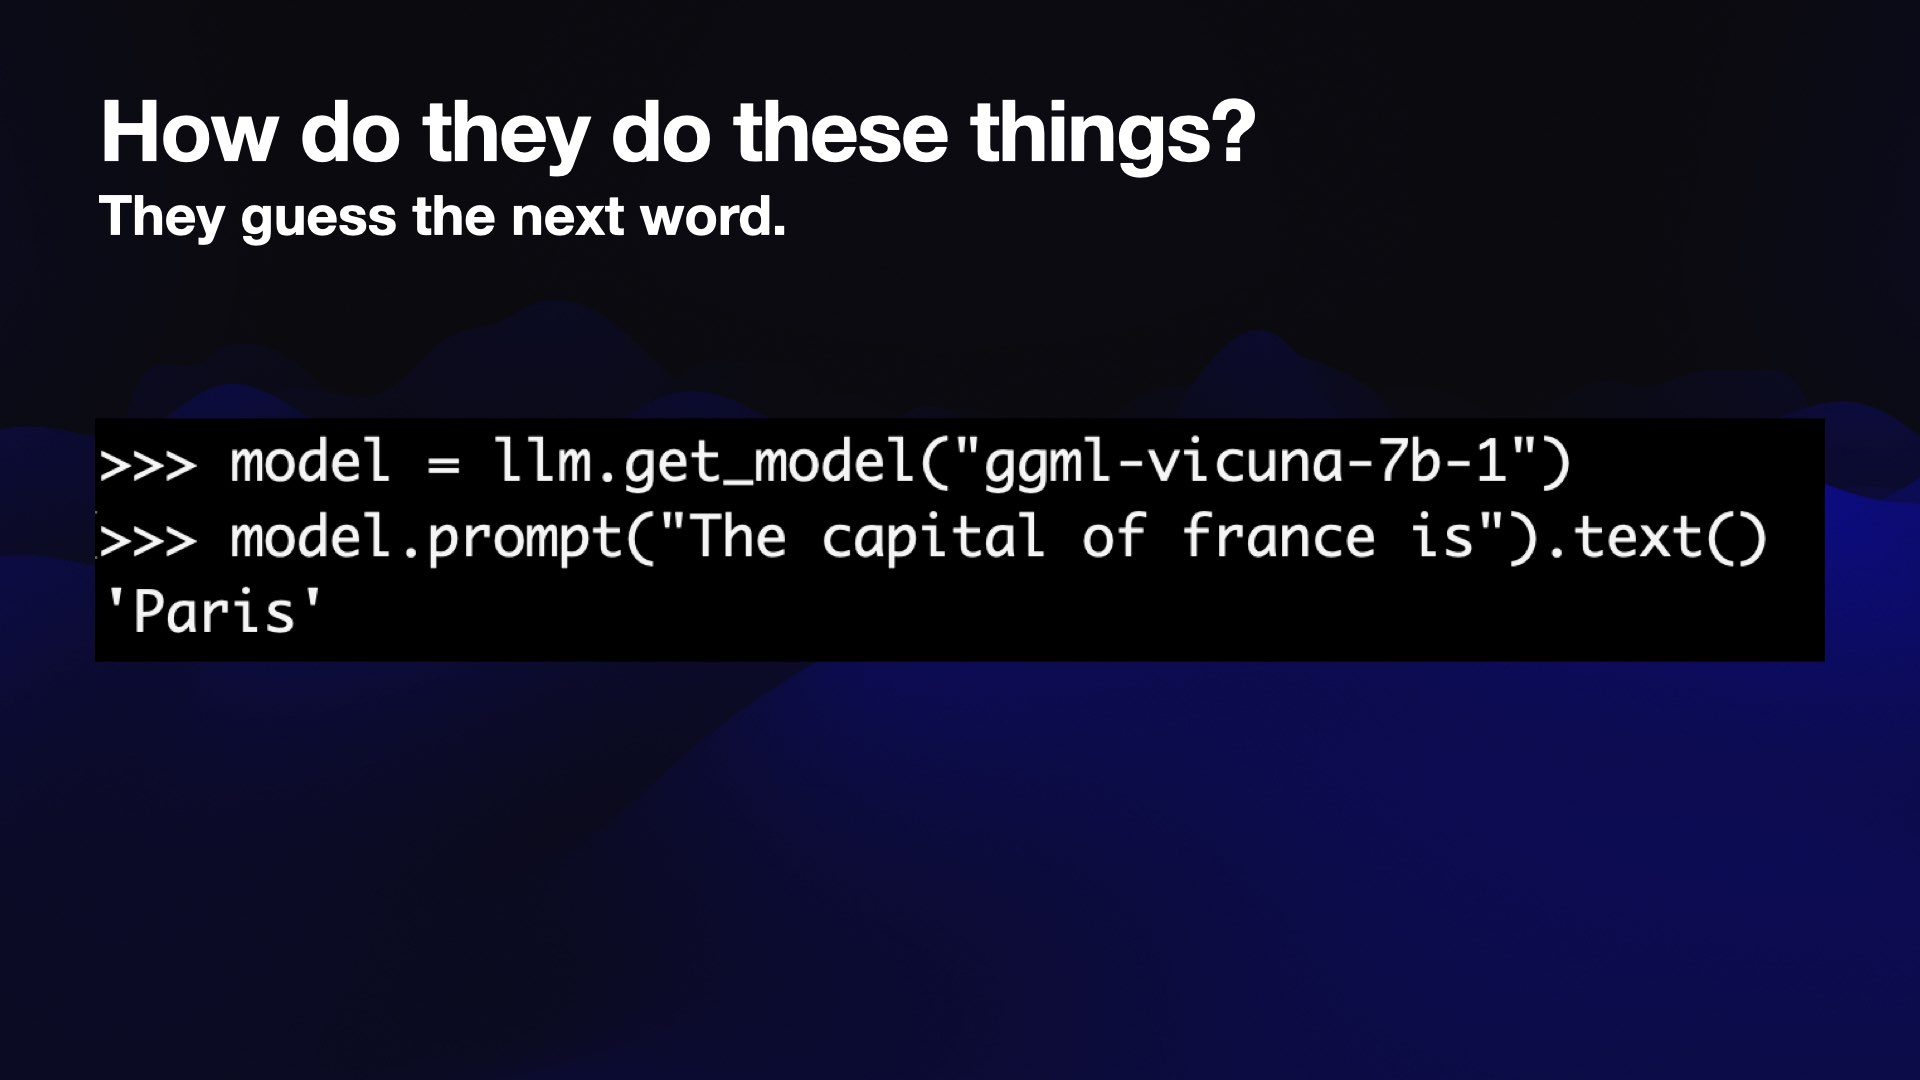 How do they do these things?
They guess the next word.
>>> model = llm.get_model("ggml-vicuna-7b-1")
>>> model.prompt("The capital of france is").text()
'Paris'